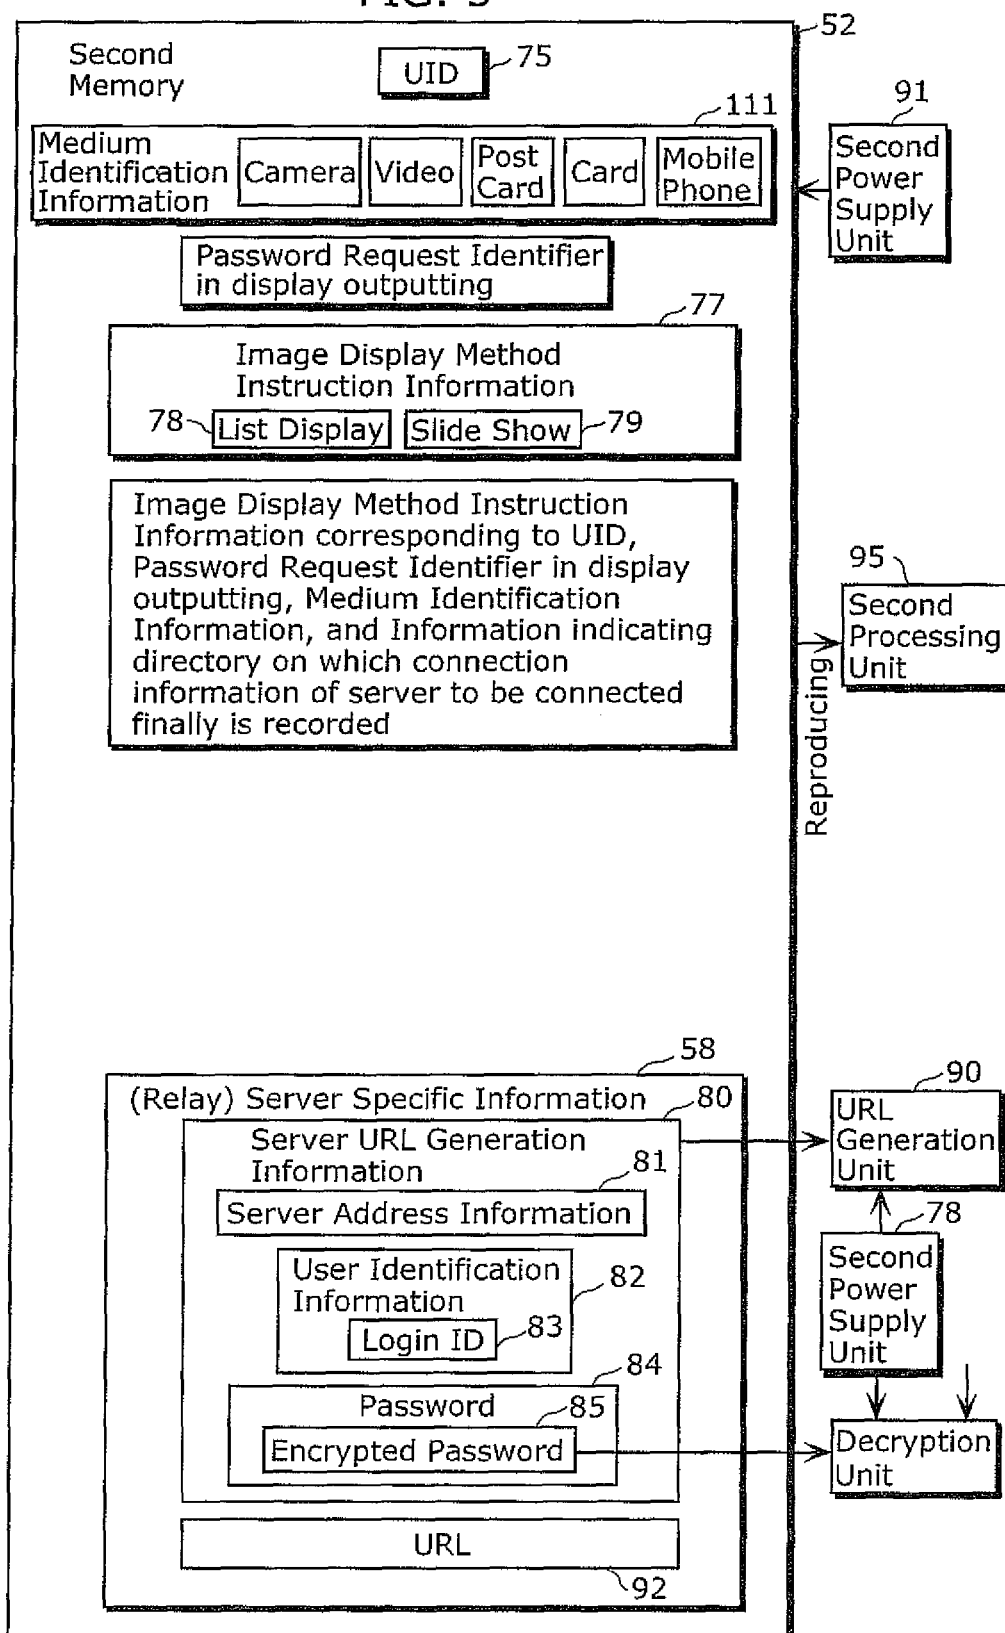 52
Second
Memory
UID
75
111
Medium
Identification
Information
Camera
Video
Post
Card
Card
Mobile
Phone
91
Second
Power
Supply
Unit
Password Request Identifier
in display outputting
77
Image Display Method
Instruction Information
78
List Display
Slide Show
79
Image Display Method Instruction
Information corresponding to UID,
Password Request Identifier in display
outputting, Medium Identification
Information, and Information indicating
directory on which connection
information of server to be connected
finally is recorded
Reproducing
95
Second
Processing
Unit
58
(Relay) Server Specific Information
80
Server URL Generation
Information
81
Server Address Information
User Identification
Information
82
Login ID
83
84
Password
85
Encrypted Password
URL
92
90
URL
Generation
Unit
78
Second
Power
Supply
Unit
Decryption
Unit